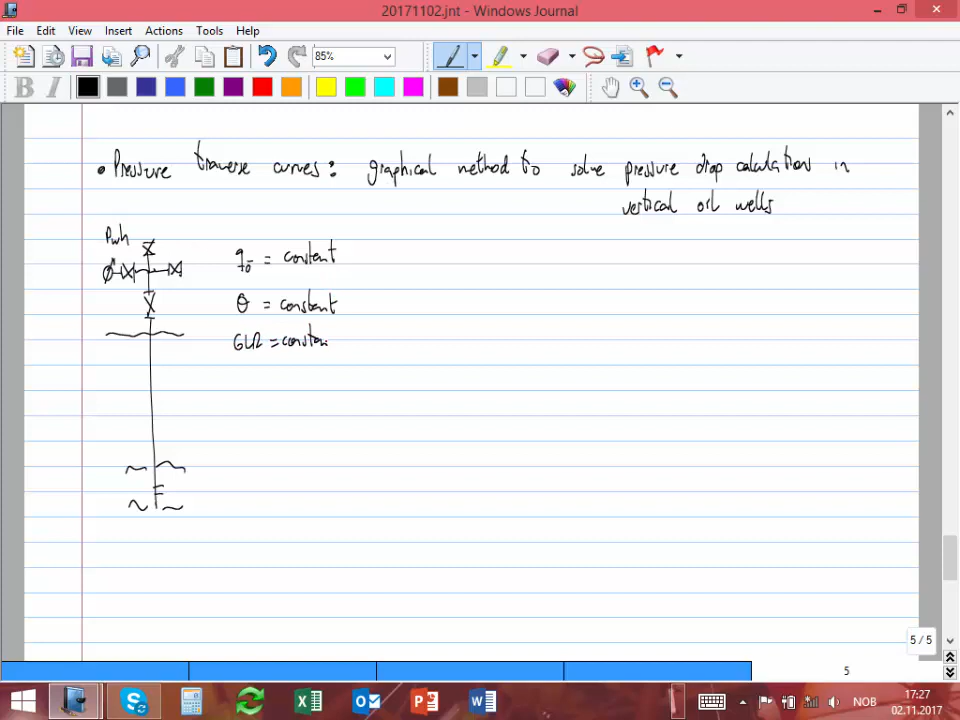 20171102.jnt - Windows Journal
File Edit View Insert Actions Tools Help
85%
B I
• Pressure traverse curves: graphical method to solve pressure drop calculation in
vertical oil wells
Pwh
qō = constant
θ = constant
GLR = constan
5 / 5
5
NOB
17:27
02.11.2017